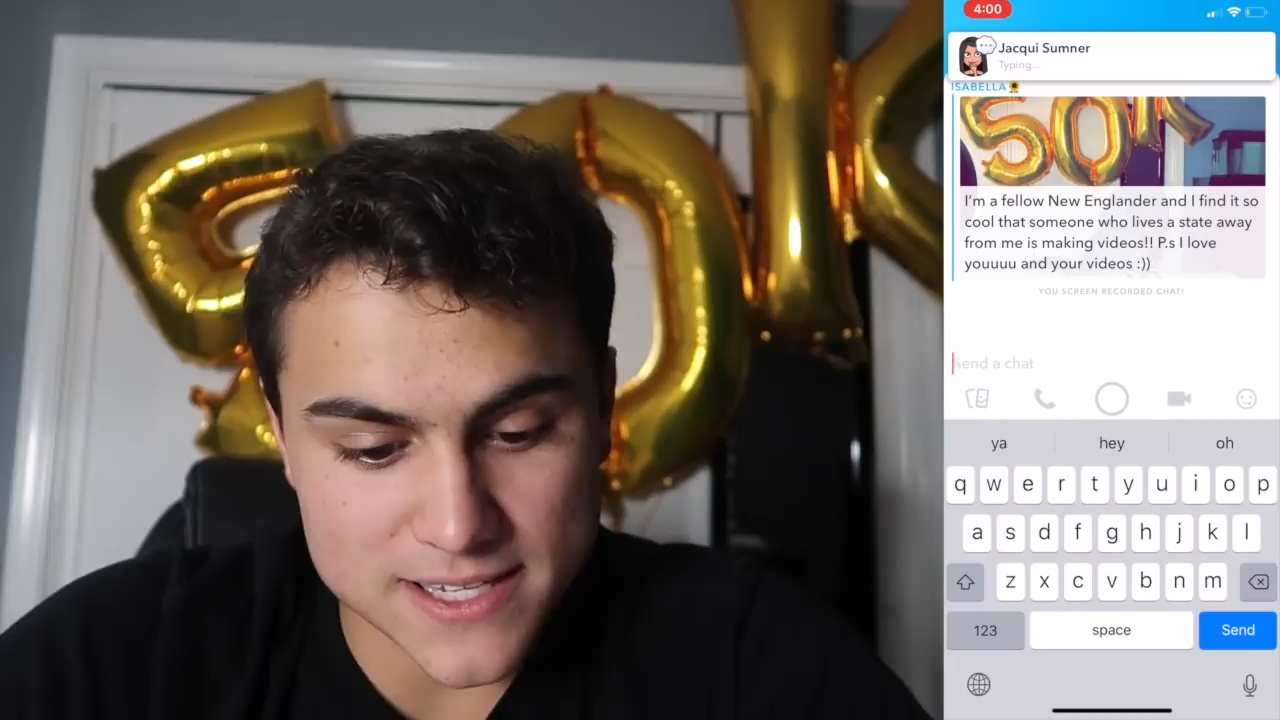 50K
4:00
Jacqui Sumner
Typing...
ISABELLA🌻
50K
I'm a fellow New Englander and I find it so
cool that someone who lives a state away
from me is making videos!! P.s I love
youuuu and your videos :))
YOU SCREEN RECORDED CHAT!
Send a chat
ya hey oh
q w e r t y u i o p
a s d f g h j k l
z x c v b n m
123 space Send